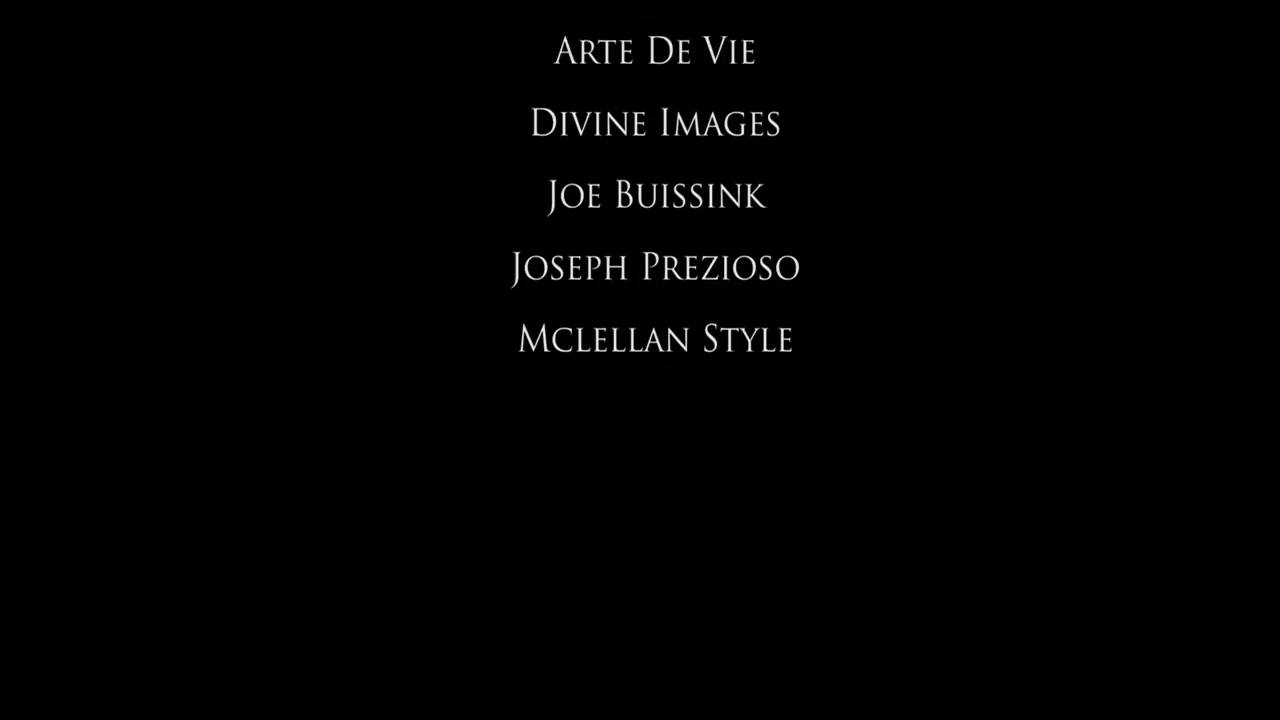 Arte De Vie
Divine Images
Joe Buissink
Joseph Prezioso
Mclellan Style